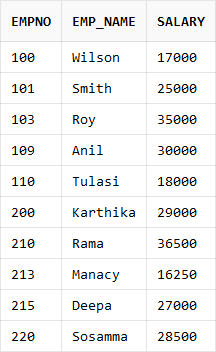 EMPNO EMP_NAME SALARY
100 Wilson 17000
101 Smith 25000
103 Roy 35000
109 Anil 30000
110 Tulasi 18000
200 Karthika 29000
210 Rama 36500
213 Manacy 16250
215 Deepa 27000
220 Sosamma 28500